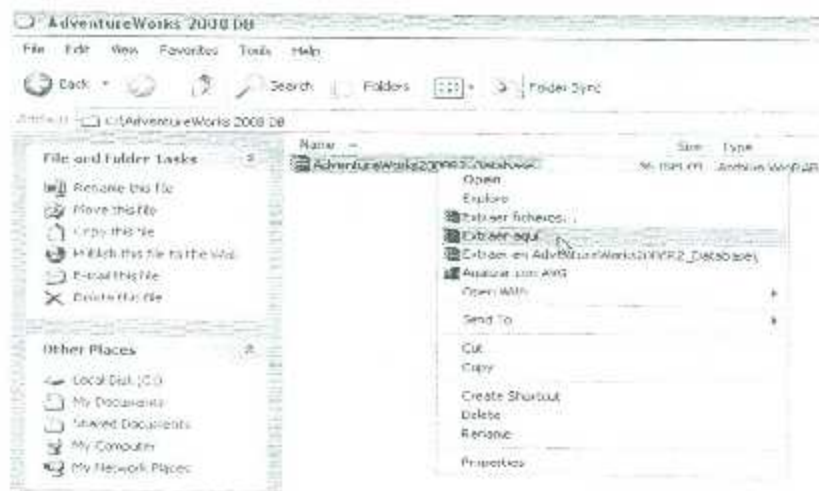 AdventureWorks 2008 DB
File Edit View Favorites Tools Help
Back Search Folders Folder Sync
C:\AdventureWorks 2008 DB
Name Size Type
File and Folder Tasks
Rename this file
Move this file
Copy this file
Publish this file to the Web
E-mail this file
Delete this file
Other Places
Local Disk (C:)
My Documents
Shared Documents
My Computer
My Network Places
AdventureWorks2008R2_Database
Open
Explore
Extraer ficheros...
Extraer aquí
Extraer en AdventureWorks2008R2_Database\
Analizar con AVG
Open With
Send To
Cut
Copy
Create Shortcut
Delete
Rename
Properties